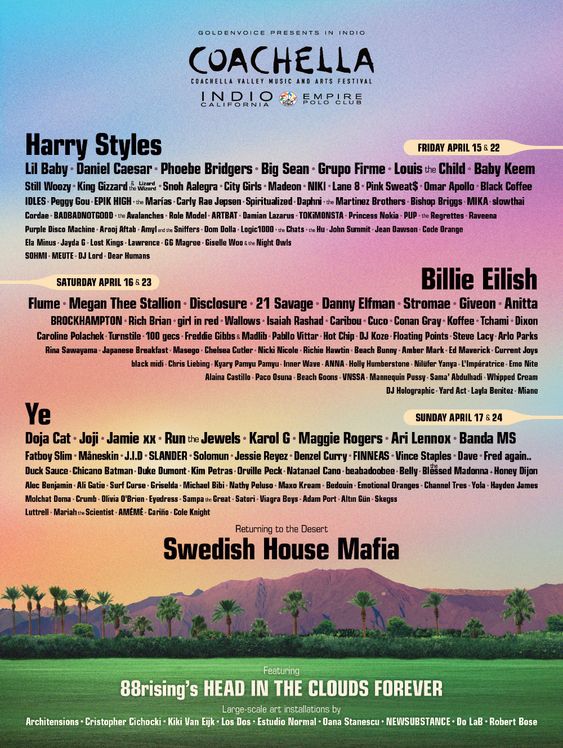 GOLDENVOICE PRESENTS IN INDIO
COACHELLA
COACHELLA VALLEY MUSIC AND ARTS FESTIVAL
INDIO CALIFORNIA EMPIRE POLO CLUB
Harry Styles
FRIDAY APRIL 15 & 22
Lil Baby • Daniel Caesar • Phoebe Bridgers • Big Sean • Grupo Firme • Louis the Child • Baby Keem
Still Woozy • King Gizzard & the Lizard Wizard • Snoh Aalegra • City Girls • Madeon • NIKI • Lane 8 • Pink Sweat$ • Omar Apollo • Black Coffee
IDLES • Peggy Gou • EPIK HIGH • the Marías • Carly Rae Jepsen • Spiritualized • Daphni • the Martinez Brothers • Bishop Briggs • MIKA • slowthai
Cordae • BADBADNOTGOOD • the Avalanches • Role Model • ARTBAT • Damian Lazarus • TOKiMONSTA • Princess Nokia • PUP • the Regrettes • Raveena
Purple Disco Machine • Arooj Aftab • Amyl and the Sniffers • Dom Dolla • Logic1000 • the Chats • the Hu • John Summit • Jean Dawson • Code Orange
Ela Minus • Jayda G • Lost Kings • Lawrence • GG Magree • Giselle Woo & the Night Owls
SOHMI • MEUTE • DJ Lord • Dear Humans
SATURDAY APRIL 16 & 23
Billie Eilish
Flume • Megan Thee Stallion • Disclosure • 21 Savage • Danny Elfman • Stromae • Giveon • Anitta
BROCKHAMPTON • Rich Brian • girl in red • Wallows • Isaiah Rashad • Caribou • Cuco • Conan Gray • Koffee • Tchami • Dixon
Caroline Polachek • Turnstile • 100 gecs • Freddie Gibbs & Madlib • Pabllo Vittar • Hot Chip • DJ Koze • Floating Points • Steve Lacy • Arlo Parks
Rina Sawayama • Japanese Breakfast • Masego • Chelsea Cutler • Nicki Nicole • Richie Hawtin • Beach Bunny • Amber Mark • Ed Maverick • Current Joys
black midi • Chris Liebing • Kyary Pamyu Pamyu • Inner Wave • ANNA • Holly Humberstone • Nilüfer Yanya • L'Impératrice • Emo Nite
Alaina Castillo • Paco Osuna • Beach Goons • VNSSA • Mannequin Pussy • Sama' Abdulhadi • Whipped Cream
DJ Holographic • Yard Act • Layla Benitez • Miane
Ye
SUNDAY APRIL 17 & 24
Doja Cat • Joji • Jamie xx • Run the Jewels • Karol G • Maggie Rogers • Ari Lennox • Banda MS
Fatboy Slim • Måneskin • J.I.D • SLANDER • Solomun • Jessie Reyez • Denzel Curry • FINNEAS • Vince Staples • Dave • Fred again..
Duck Sauce • Chicano Batman • Duke Dumont • Kim Petras • Orville Peck • Natanael Cano • beabadoobee • Belly • the Blessed Madonna • Honey Dijon
Alec Benjamin • Ali Gatie • Surf Curse • Griselda • Michael Bibi • Nathy Peluso • Maxo Kream • Bedouin • Emotional Oranges • Channel Tres • Yola • Hayden James
Molchat Doma • Crumb • Olivia O'Brien • Eyedress • Sampa the Great • Satori • Viagra Boys • Adam Port • Altın Gün • Skegss
Luttrell • Mariah the Scientist • AMÉMÉ • Cariño • Cole Knight
Returning to the Desert
Swedish House Mafia
Featuring
88rising's HEAD IN THE CLOUDS FOREVER
Large-scale art installations by
Architensions • Cristopher Cichocki • Kiki Van Eijk • Los Dos • Estudio Normal • Oana Stanescu • NEWSUBSTANCE • Do LaB • Robert Bose